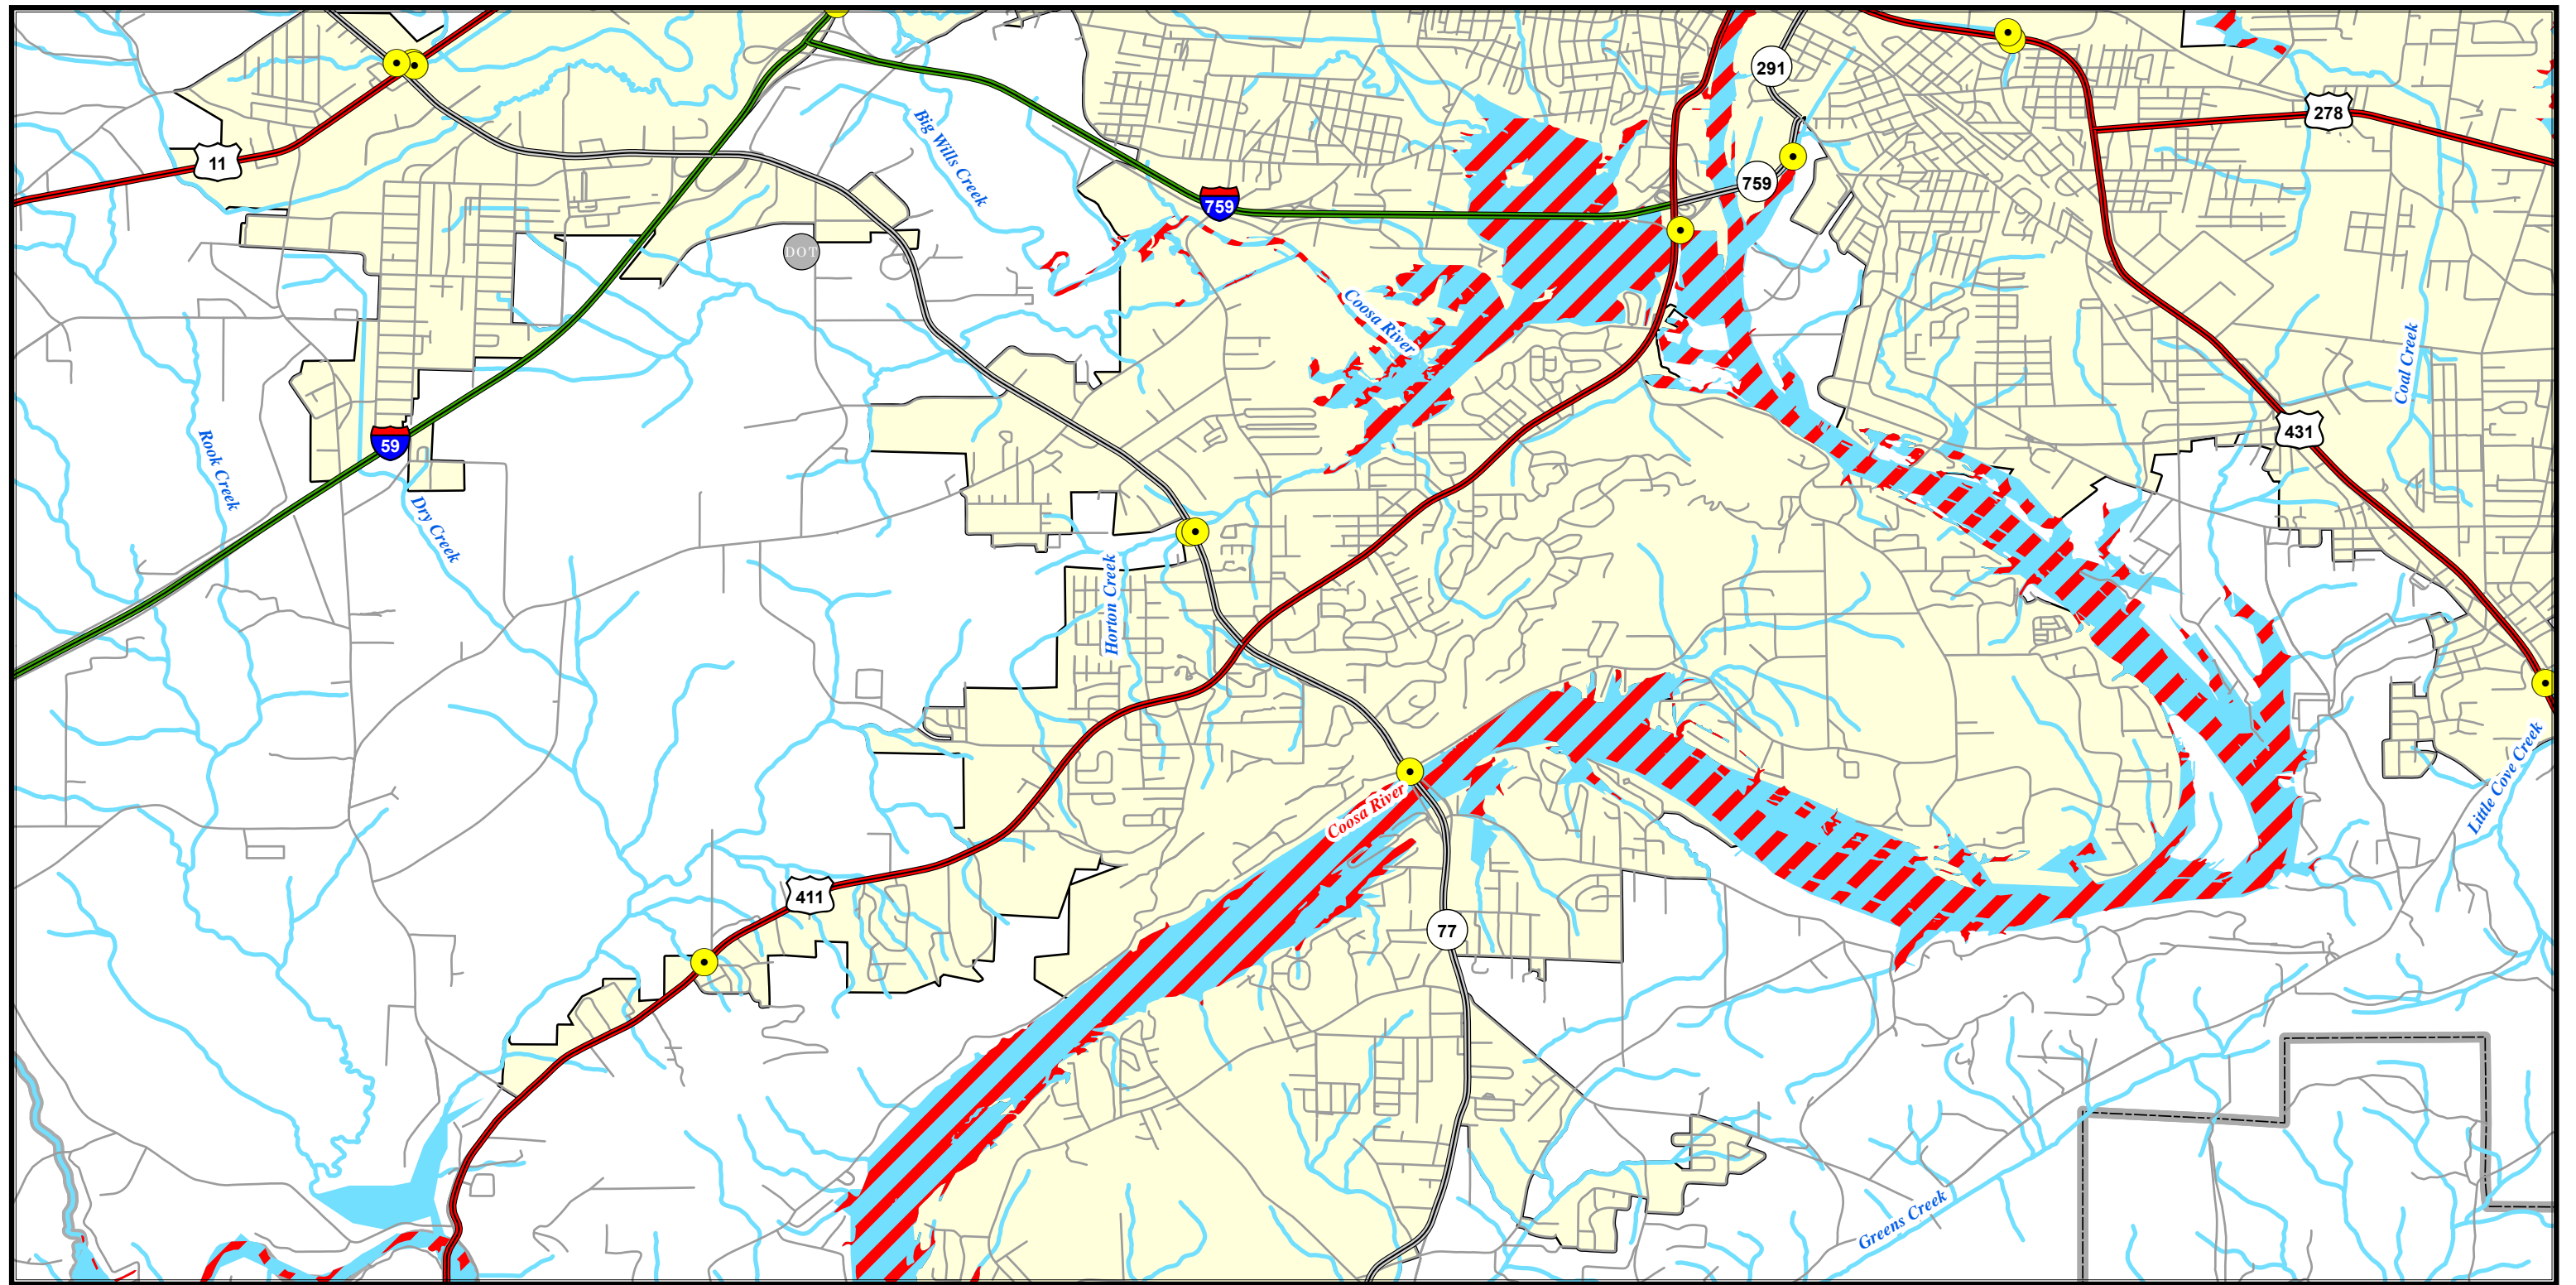 291
278
11
Big Wills Creek
759
759
DOT
Coosa River
Coal Creek
431
59
Rook Creek
Dry Creek
Horton Creek
Little Cove Creek
Coosa River
411
77
Greens Creek